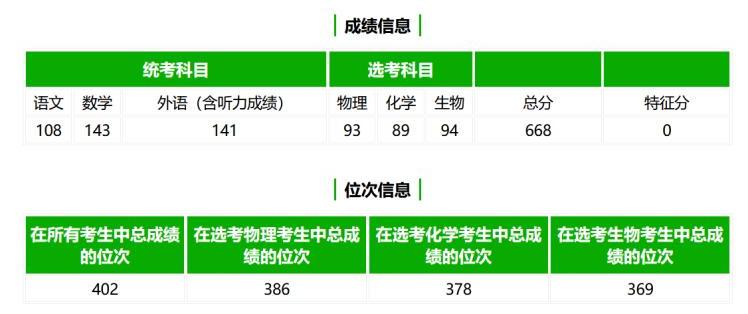 成绩信息
统考科目 选考科目
语文 数学 外语（含听力成绩） 物理 化学 生物 总分 特征分
108 143 141 93 89 94 668 0
位次信息
在所有考生中总成绩 在选考物理考生中总成 在选考化学考生中总成 在选考生物考生中总成
的位次 绩的位次 绩的位次 绩的位次
402 386 378 369